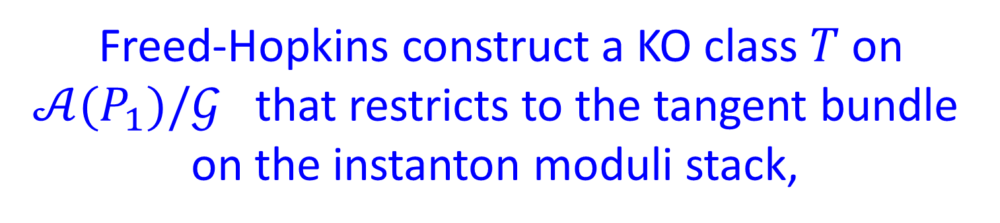 Freed-Hopkins construct a KO class 𝑇 on
𝒜(𝑃₁)/𝒢 that restricts to the tangent bundle
on the instanton moduli stack,